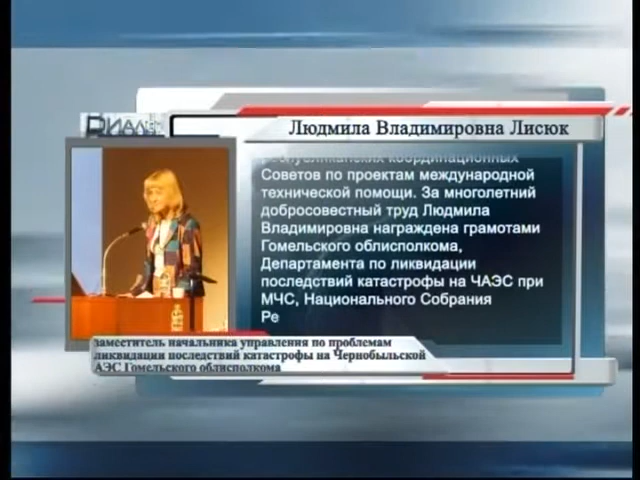 Людмила Владимировна Лисюк
республиканских координационных
Советов по проектам международной
технической помощи. За многолетний
добросовестный труд Людмила
Владимировна награждена грамотами
Гомельского облисполкома,
Департамента по ликвидации
последствий катастрофы на ЧАЭС при
МЧС, Национального Собрания
Ре
заместитель начальника управления по проблемам
ликвидации последствий катастрофы на Чернобыльской
АЭС Гомельского облисполкома